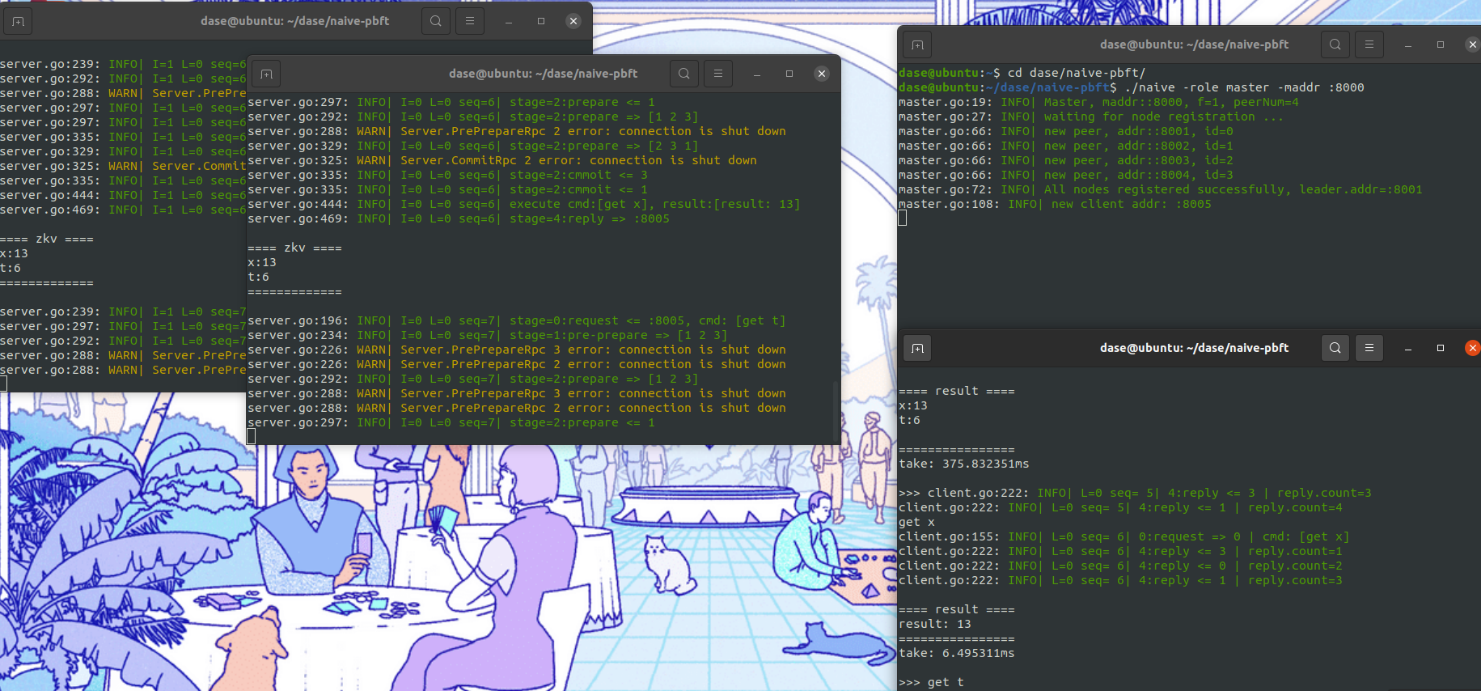 dase@ubuntu: ~/dase/naive-pbft
server.go:239: INFO| I=1 L=0 seq=6
server.go:292: INFO| I=1 L=0 seq=6
server.go:288: WARN| Server.PrePre
server.go:297: INFO| I=1 L=0 seq=6
server.go:297: INFO| I=1 L=0 seq=6
server.go:335: INFO| I=1 L=0 seq=6
server.go:329: INFO| I=1 L=0 seq=6
server.go:325: WARN| Server.Commit
server.go:335: INFO| I=1 L=0 seq=6
server.go:444: INFO| I=1 L=0 seq=6
server.go:469: INFO| I=1 L=0 seq=6
==== zkv ====
x:13
t:6
=============
server.go:239: INFO| I=1 L=0 seq=7
server.go:297: INFO| I=1 L=0 seq=7
server.go:292: INFO| I=1 L=0 seq=7
server.go:288: WARN| Server.PrePre
server.go:288: WARN| Server.PrePre
dase@ubuntu: ~/dase/naive-pbft
server.go:297: INFO| I=0 L=0 seq=6| stage=2:prepare <= 1
server.go:292: INFO| I=0 L=0 seq=6| stage=2:prepare => [1 2 3]
server.go:288: WARN| Server.PrePrepareRpc 2 error: connection is shut down
server.go:329: INFO| I=0 L=0 seq=6| stage=2:prepare => [2 3 1]
server.go:325: WARN| Server.CommitRpc 2 error: connection is shut down
server.go:335: INFO| I=0 L=0 seq=6| stage=2:cmmoit <= 3
server.go:335: INFO| I=0 L=0 seq=6| stage=2:cmmoit <= 1
server.go:444: INFO| I=0 L=0 seq=6| execute cmd:[get x], result:[result: 13]
server.go:469: INFO| I=0 L=0 seq=6| stage=4:reply => :8005
==== zkv ====
x:13
t:6
=============
server.go:196: INFO| I=0 L=0 seq=7| stage=0:request <= :8005, cmd: [get t]
server.go:234: INFO| I=0 L=0 seq=7| stage=1:pre-prepare => [1 2 3]
server.go:226: WARN| Server.PrePrepareRpc 3 error: connection is shut down
server.go:226: WARN| Server.PrePrepareRpc 2 error: connection is shut down
server.go:292: INFO| I=0 L=0 seq=7| stage=2:prepare => [1 2 3]
server.go:288: WARN| Server.PrePrepareRpc 3 error: connection is shut down
server.go:288: WARN| Server.PrePrepareRpc 2 error: connection is shut down
server.go:297: INFO| I=0 L=0 seq=7| stage=2:prepare <= 1
dase@ubuntu: ~/dase/naive-pbft
dase@ubuntu:~$ cd dase/naive-pbft/
dase@ubuntu:~/dase/naive-pbft$ ./naive -role master -maddr :8000
master.go:19: INFO| Master, maddr::8000, f=1, peerNum=4
master.go:27: INFO| waiting for node registration ...
master.go:66: INFO| new peer, addr::8001, id=0
master.go:66: INFO| new peer, addr::8002, id=1
master.go:66: INFO| new peer, addr::8003, id=2
master.go:66: INFO| new peer, addr::8004, id=3
master.go:72: INFO| All nodes registered successfully, leader.addr=:8001
master.go:108: INFO| new client addr: :8005
dase@ubuntu: ~/dase/naive-pbft
==== result ====
x:13
t:6
================
take: 375.832351ms
>>> client.go:222: INFO| L=0 seq= 5| 4:reply <= 3 | reply.count=3
client.go:222: INFO| L=0 seq= 5| 4:reply <= 1 | reply.count=4
get x
client.go:155: INFO| L=0 seq= 6| 0:request => 0 | cmd: [get x]
client.go:222: INFO| L=0 seq= 6| 4:reply <= 3 | reply.count=1
client.go:222: INFO| L=0 seq= 6| 4:reply <= 0 | reply.count=2
client.go:222: INFO| L=0 seq= 6| 4:reply <= 1 | reply.count=3
==== result ====
result: 13
================
take: 6.495311ms
>>> get t